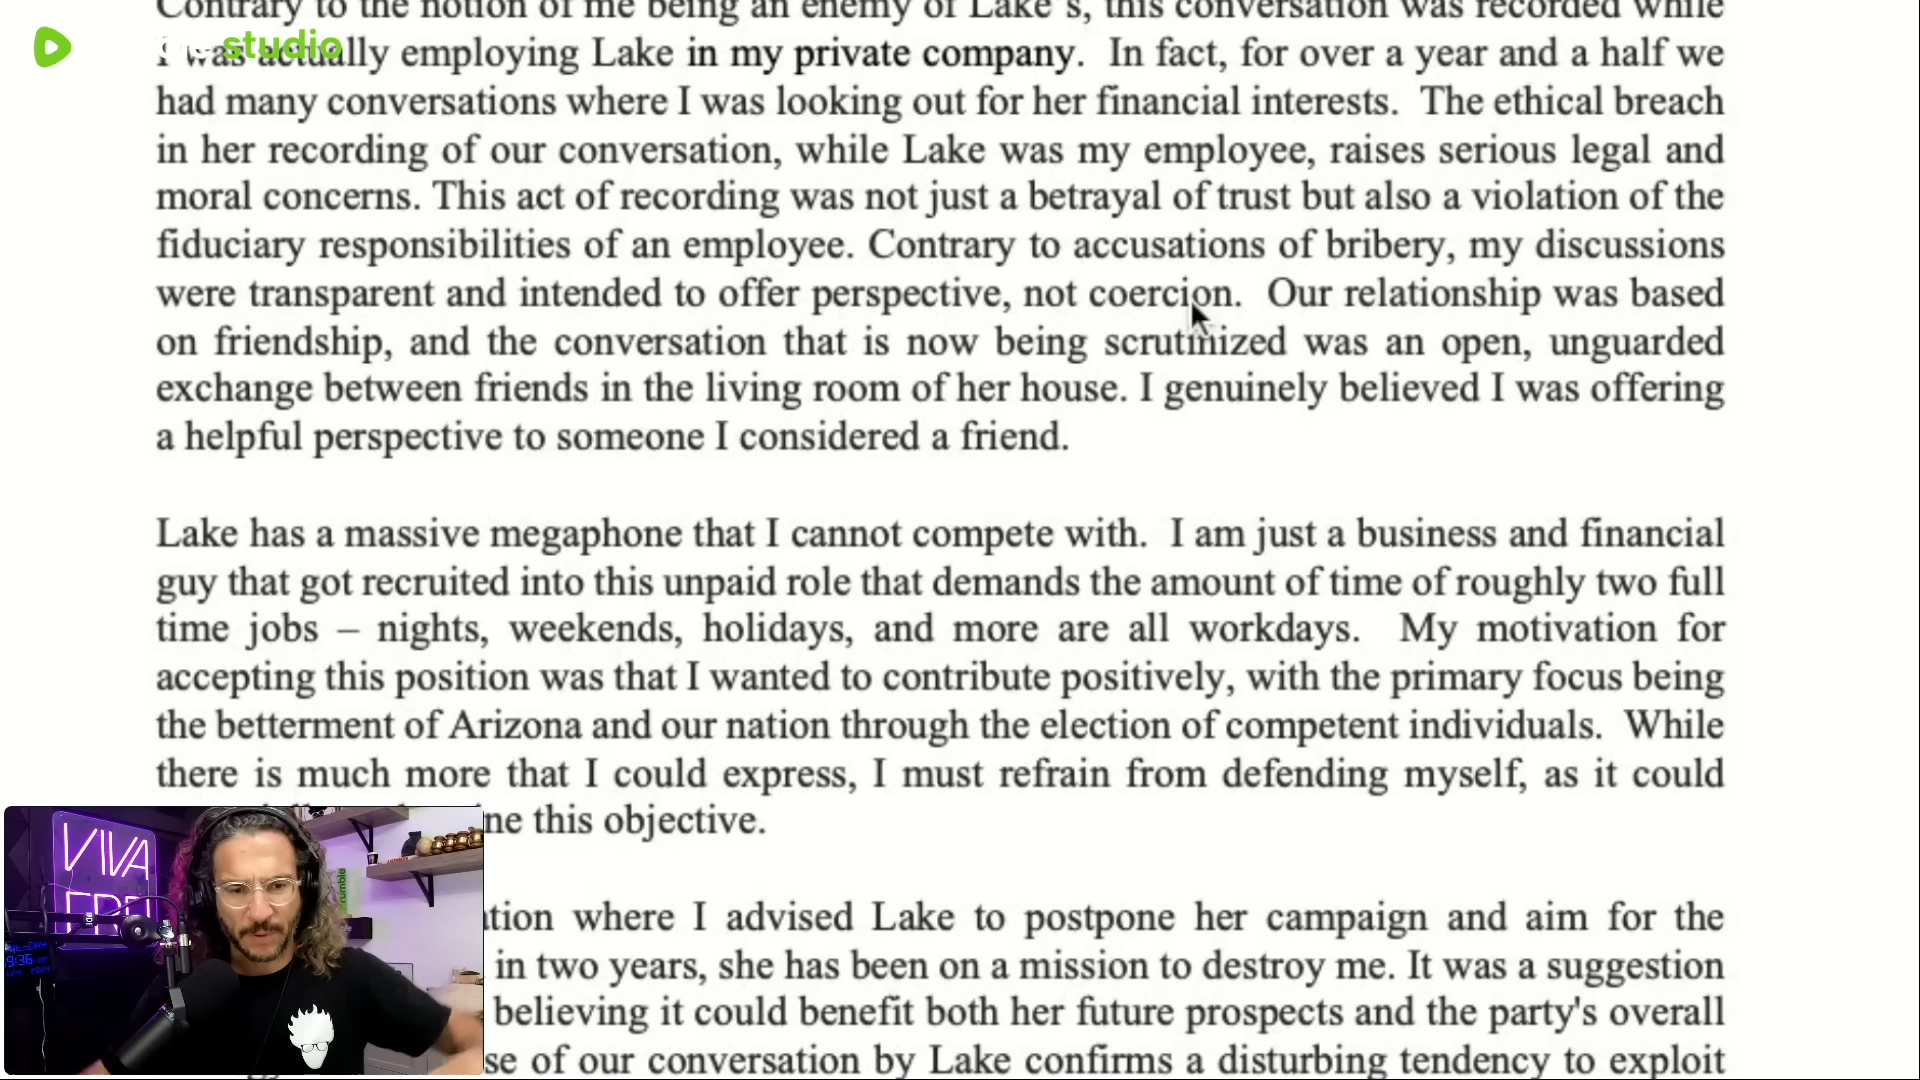 Contrary to the notion of me being an enemy of Lake's, this conversation was recorded while
studio
I was actually employing Lake in my private company. In fact, for over a year and a half we
had many conversations where I was looking out for her financial interests. The ethical breach
in her recording of our conversation, while Lake was my employee, raises serious legal and
moral concerns. This act of recording was not just a betrayal of trust but also a violation of the
fiduciary responsibilities of an employee. Contrary to accusations of bribery, my discussions
were transparent and intended to offer perspective, not coercion. Our relationship was based
on friendship, and the conversation that is now being scrutinized was an open, unguarded
exchange between friends in the living room of her house. I genuinely believed I was offering
a helpful perspective to someone I considered a friend.
Lake has a massive megaphone that I cannot compete with. I am just a business and financial
guy that got recruited into this unpaid role that demands the amount of time of roughly two full
time jobs – nights, weekends, holidays, and more are all workdays. My motivation for
accepting this position was that I wanted to contribute positively, with the primary focus being
the betterment of Arizona and our nation through the election of competent individuals. While
there is much more that I could express, I must refrain from defending myself, as it could
ne this objective.
tion where I advised Lake to postpone her campaign and aim for the
in two years, she has been on a mission to destroy me. It was a suggestion
believing it could benefit both her future prospects and the party's overall
se of our conversation by Lake confirms a disturbing tendency to exploit
VIVA
FRE
rumble
9:36